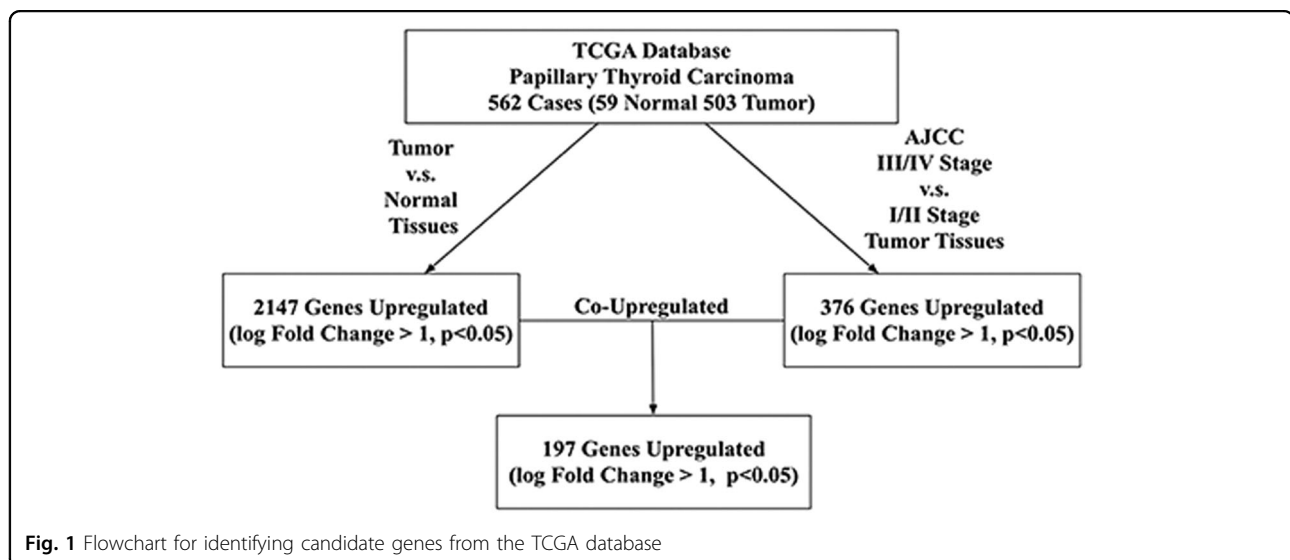 TCGA Database
Papillary Thyroid Carcinoma
562 Cases (59 Normal 503 Tumor)
Tumor
v.s.
Normal
Tissues
AJCC
III/IV Stage
v.s.
I/II Stage
Tumor Tissues
2147 Genes Upregulated
(log Fold Change > 1, p<0.05)
Co-Upregulated
376 Genes Upregulated
(log Fold Change > 1, p<0.05)
197 Genes Upregulated
(log Fold Change > 1, p<0.05)
Fig. 1 Flowchart for identifying candidate genes from the TCGA database